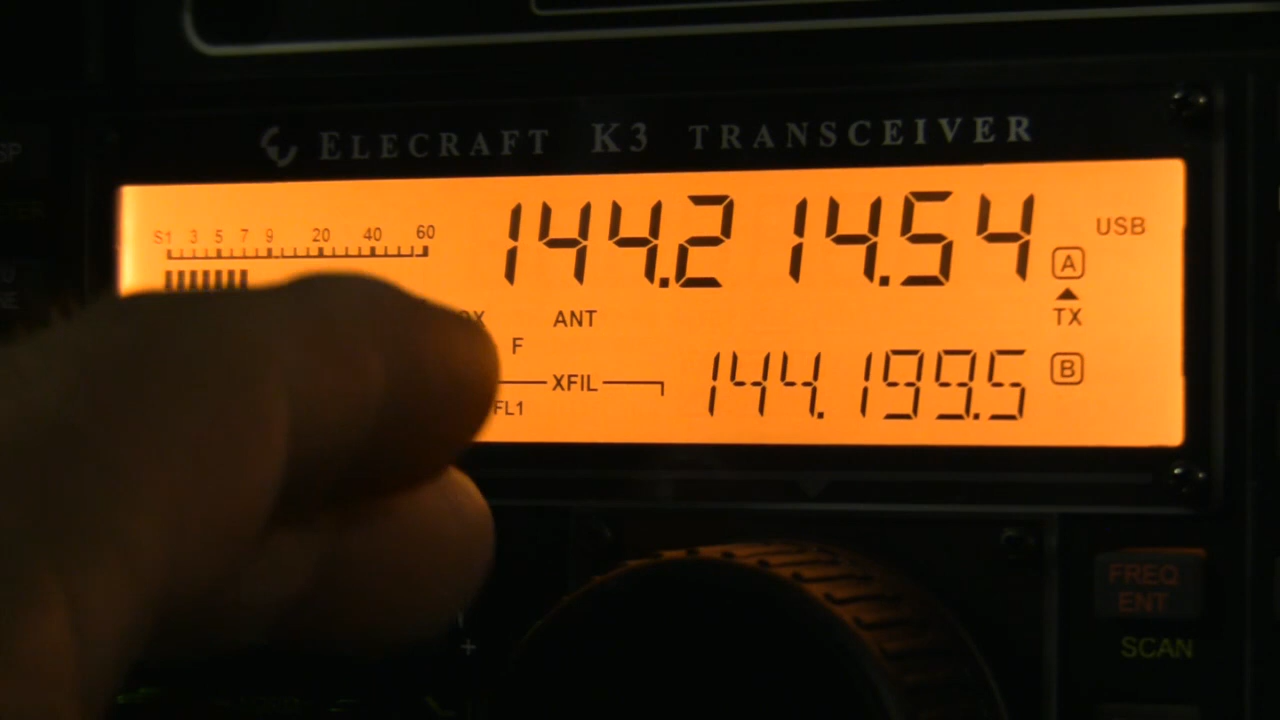 ELECRAFT K3 TRANSCEIVER
S1 3 5 7 9 20 40 60
144.214.54
USB
A
ANT
TX
F
XFIL
144.199.5
B
FL1
FREQ
ENT
SCAN
+